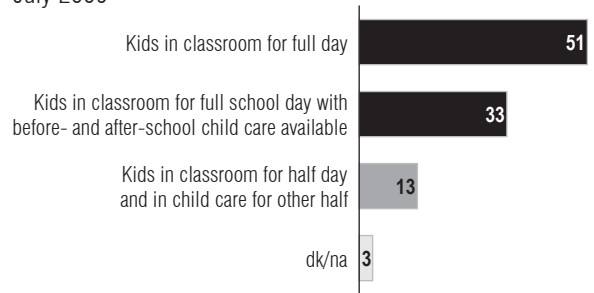 Kids in classroom for full day
51
Kids in classroom for full school day with
before- and after-school child care available
33
Kids in classroom for half day
and in child care for other half
13
dk/na
3